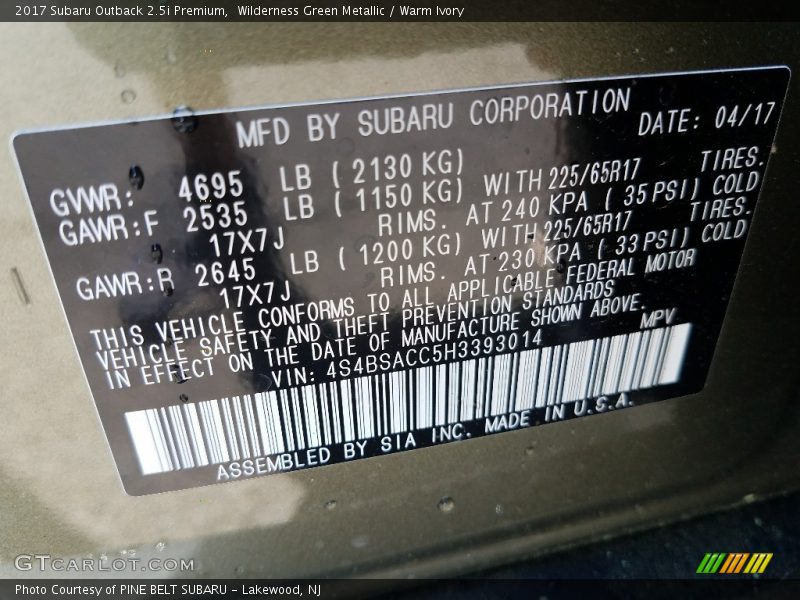 2017 Subaru Outback 2.5i Premium,  Wilderness Green Metallic / Warm Ivory
MFD BY SUBARU CORPORATION DATE: 04/17
GVWR: 4695 LB ( 2130 KG)
GAWR:F 2535 LB ( 1150 KG) WITH 225/65R17 TIRES.
17X7J RIMS. AT 240 KPA ( 35 PSI) COLD
GAWR:R 2645 LB ( 1200 KG) WITH 225/65R17 TIRES.
17X7J RIMS. AT 230 KPA ( 33 PSI) COLD
THIS VEHICLE CONFORMS TO ALL APPLICABLE FEDERAL MOTOR
VEHICLE SAFETY AND THEFT PREVENTION STANDARDS
IN EFFECT ON THE DATE OF MANUFACTURE SHOWN ABOVE.
VIN: 4S4BSACC5H3393014 MPV
ASSEMBLED BY SIA INC. MADE IN U.S.A.
GTCARLOT.COM
Photo Courtesy of PINE BELT SUBARU - Lakewood, NJ